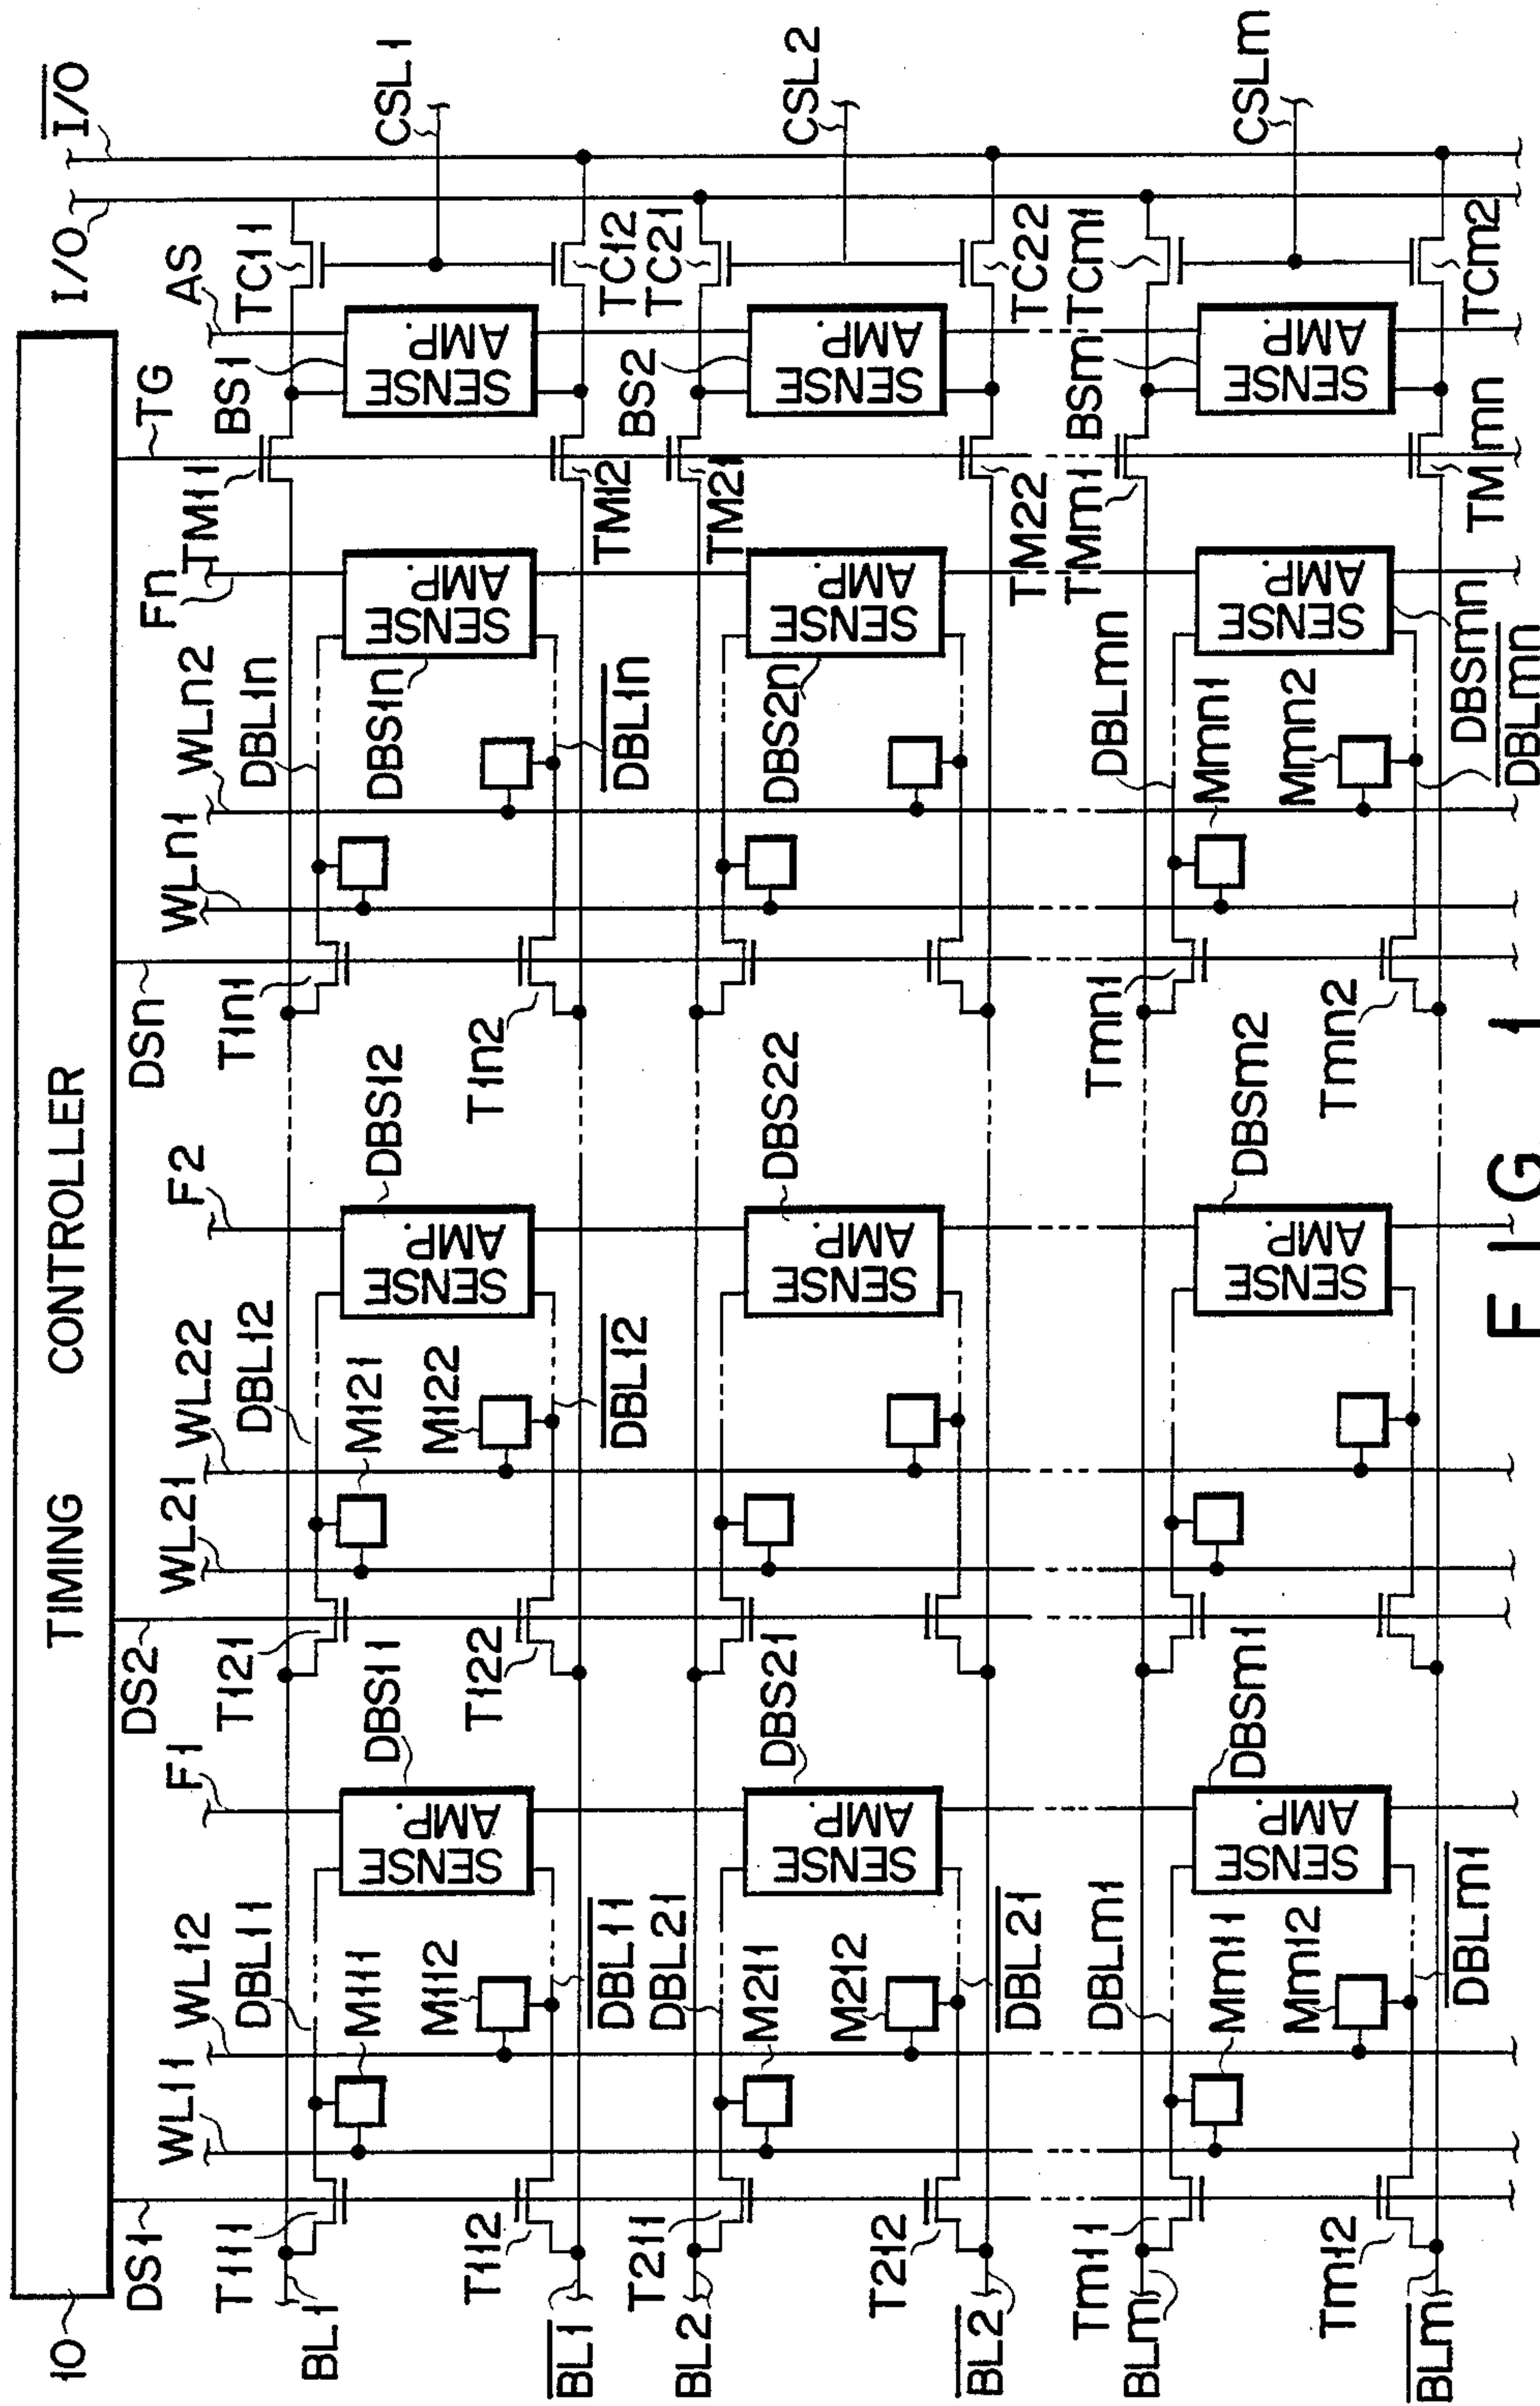 10
TIMING CONTROLLER
DS1
DS2
DSn
TG
I/O
I/O
WL11
WL12
F1
WL21
WL22
F2
WLn1
WLn2
Fn
AS
T111
DBL11
T121
DBL12
T1n1
DBL1n
TM11
BS1
TC11
BL1
M111
DBS11
M121
DBS12
DBS1n
SENSE AMP.
SENSE AMP.
SENSE AMP.
SENSE AMP.
CSL1
T112
M112
T122
M122
T1n2
BL1
DBL11
DBL12
DBL1n
TM12
TC12
T211
DBL21
TC21
BL2
BS2
TM21
M211
DBS21
DBS22
DBS2n
SENSE AMP.
SENSE AMP.
SENSE AMP.
SENSE AMP.
CSL2
T212
M212
BL2
DBL21
TM22
TC22
Tm11
DBLm1
Tmn1
DBLmn
TMm1
BSm
TCm1
BLm
Mm11
DBSm1
DBSm2
Mmn1
SENSE AMP.
SENSE AMP.
SENSE AMP.
SENSE AMP.
CSLm
Tm12
Mm12
Tmn2
Mmn2
BLm
DBLm1
DBSmn
DBLmn
TMmn
TCm2
FIG 1